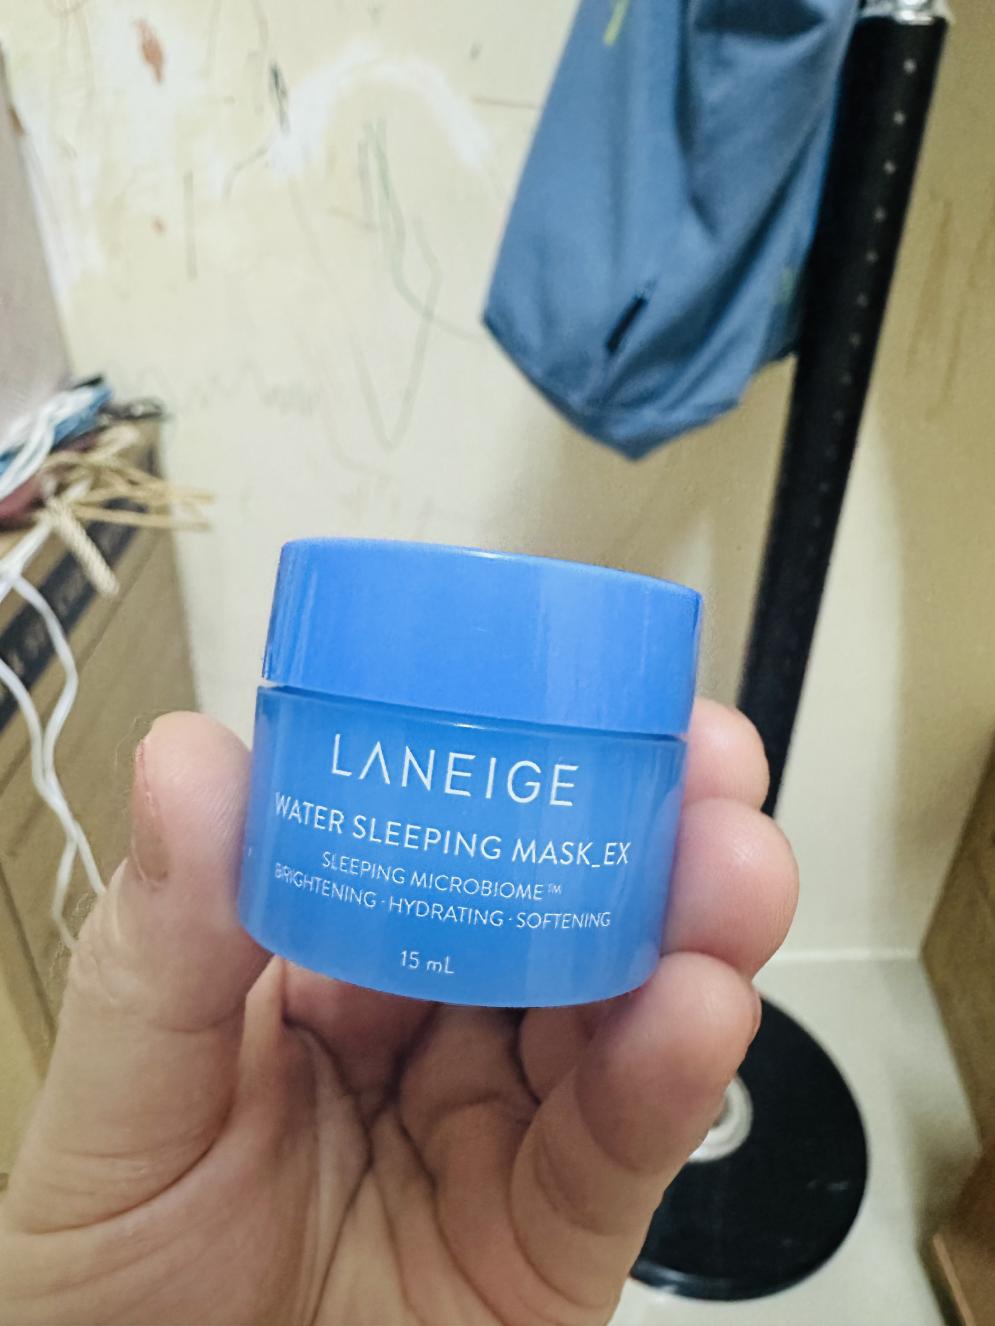 LANEIGE
WATER SLEEPING MASK_EX
SLEEPING MICROBIOME™
BRIGHTENING · HYDRATING · SOFTENING
15 mL